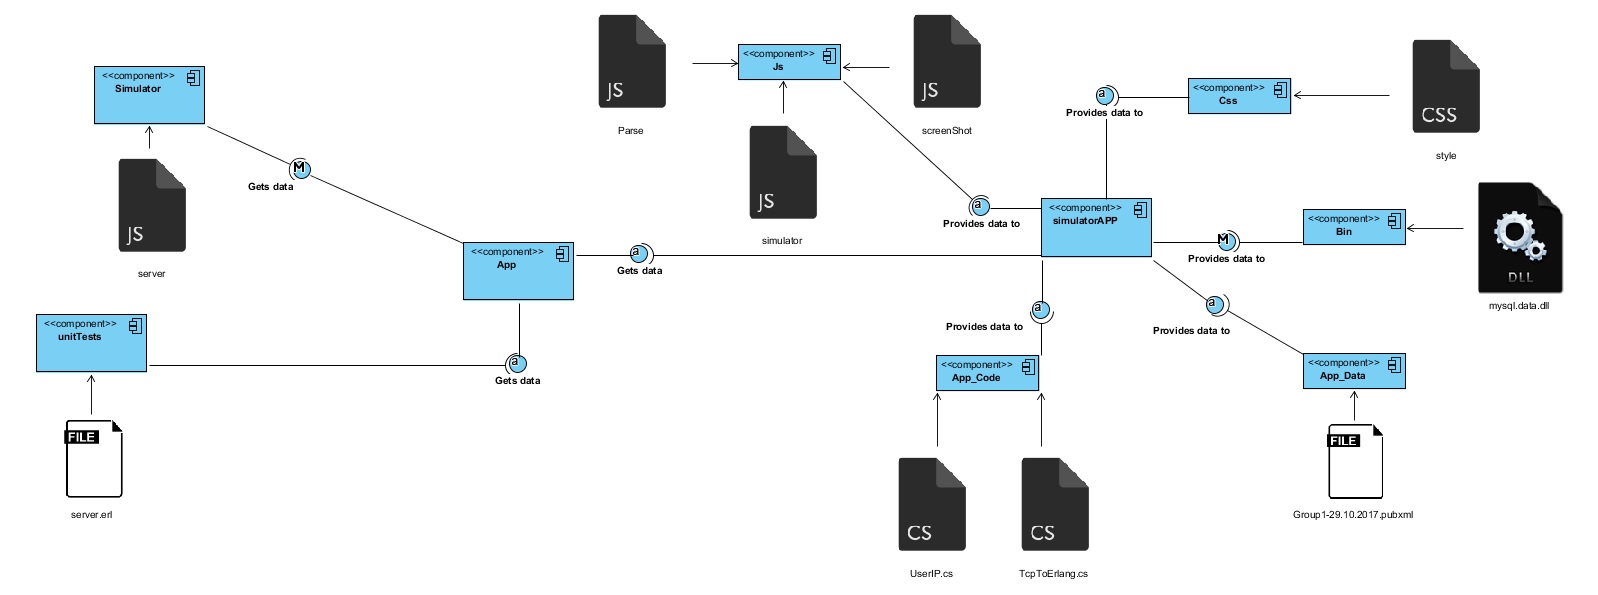 <<component>>
Simulator
M
Gets data
JS
server
<<component>>
unitTests
FILE
server.erl
<<component>>
App
a
Gets data
a
Gets data
JS
Parse
<<component>>
Js
JS
screenShot
JS
simulator
a
Provides data to
<<component>>
simulatorAPP
a
Provides data to
<<component>>
Css
CSS
style
M
Provides data to
<<component>>
Bin
DLL
mysql.data.dll
a
Provides data to
<<component>>
App_Data
FILE
Group1-29.10.2017.pubxml
a
Provides data to
<<component>>
App_Code
CS
UserIP.cs
CS
TcpToErlang.cs